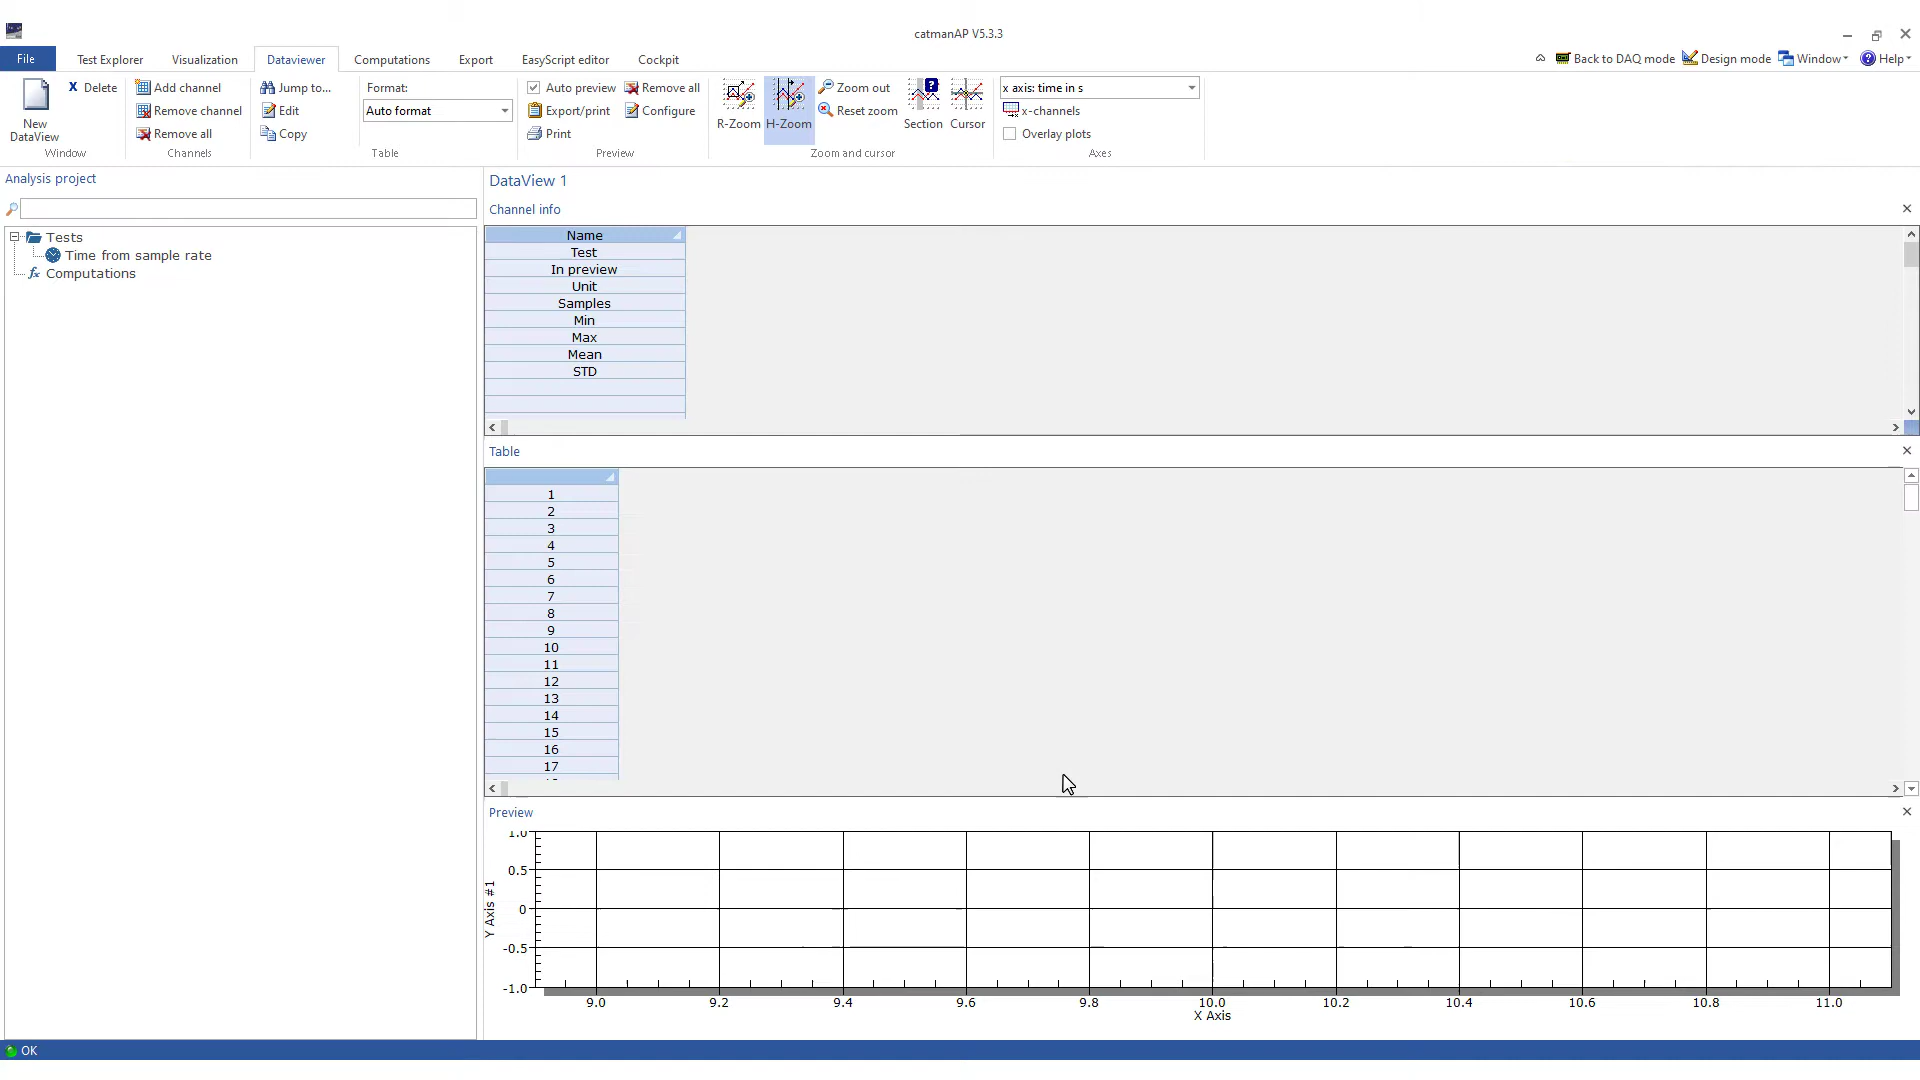 catmanAP V5.3.3
File Test Explorer Visualization Dataviewer Computations Export EasyScript editor Cockpit Back to DAQ mode Design mode Window Help
New DataView
Delete
Window
Add channel
Remove channel
Remove all
Channels
Jump to...
Edit
Copy
Format:
Auto format
Table
Auto preview
Export/print
Print
Remove all
Configure
Preview
R-Zoom
H-Zoom
Zoom out
Reset zoom
Section
Cursor
Zoom and cursor
x axis: time in s
x-channels
Overlay plots
Axes
Analysis project
Tests
Time from sample rate
Computations
DataView 1
Channel info
Name
Test
In preview
Unit
Samples
Min
Max
Mean
STD
Table
1
2
3
4
5
6
7
8
9
10
11
12
13
14
15
16
17
Preview
Y Axis #1
1.0
0.5
0
-0.5
-1.0
9.0 9.2 9.4 9.6 9.8 10.0 10.2 10.4 10.6 10.8 11.0
X Axis
OK